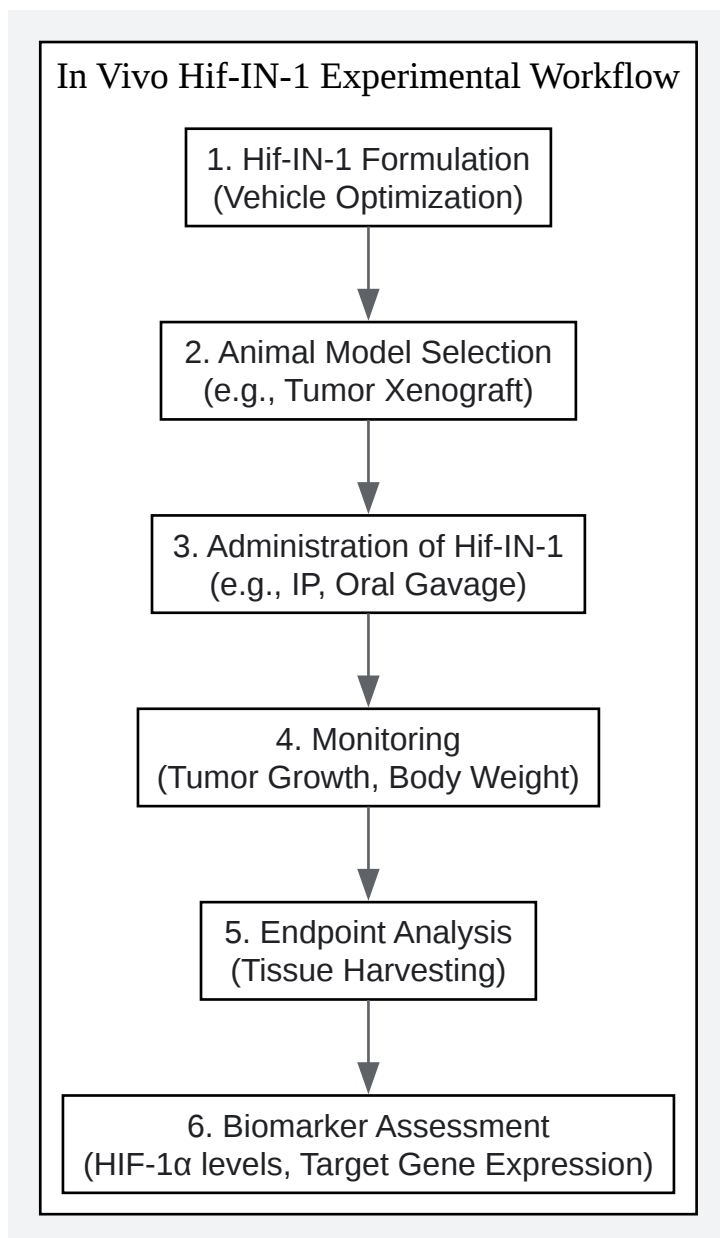 In Vivo Hif-IN-1 Experimental Workflow
1. Hif-IN-1 Formulation
(Vehicle Optimization)
2. Animal Model Selection
(e.g., Tumor Xenograft)
3. Administration of Hif-IN-1
(e.g., IP, Oral Gavage)
4. Monitoring
(Tumor Growth, Body Weight)
5. Endpoint Analysis
(Tissue Harvesting)
6. Biomarker Assessment
(HIF-1α levels, Target Gene Expression)